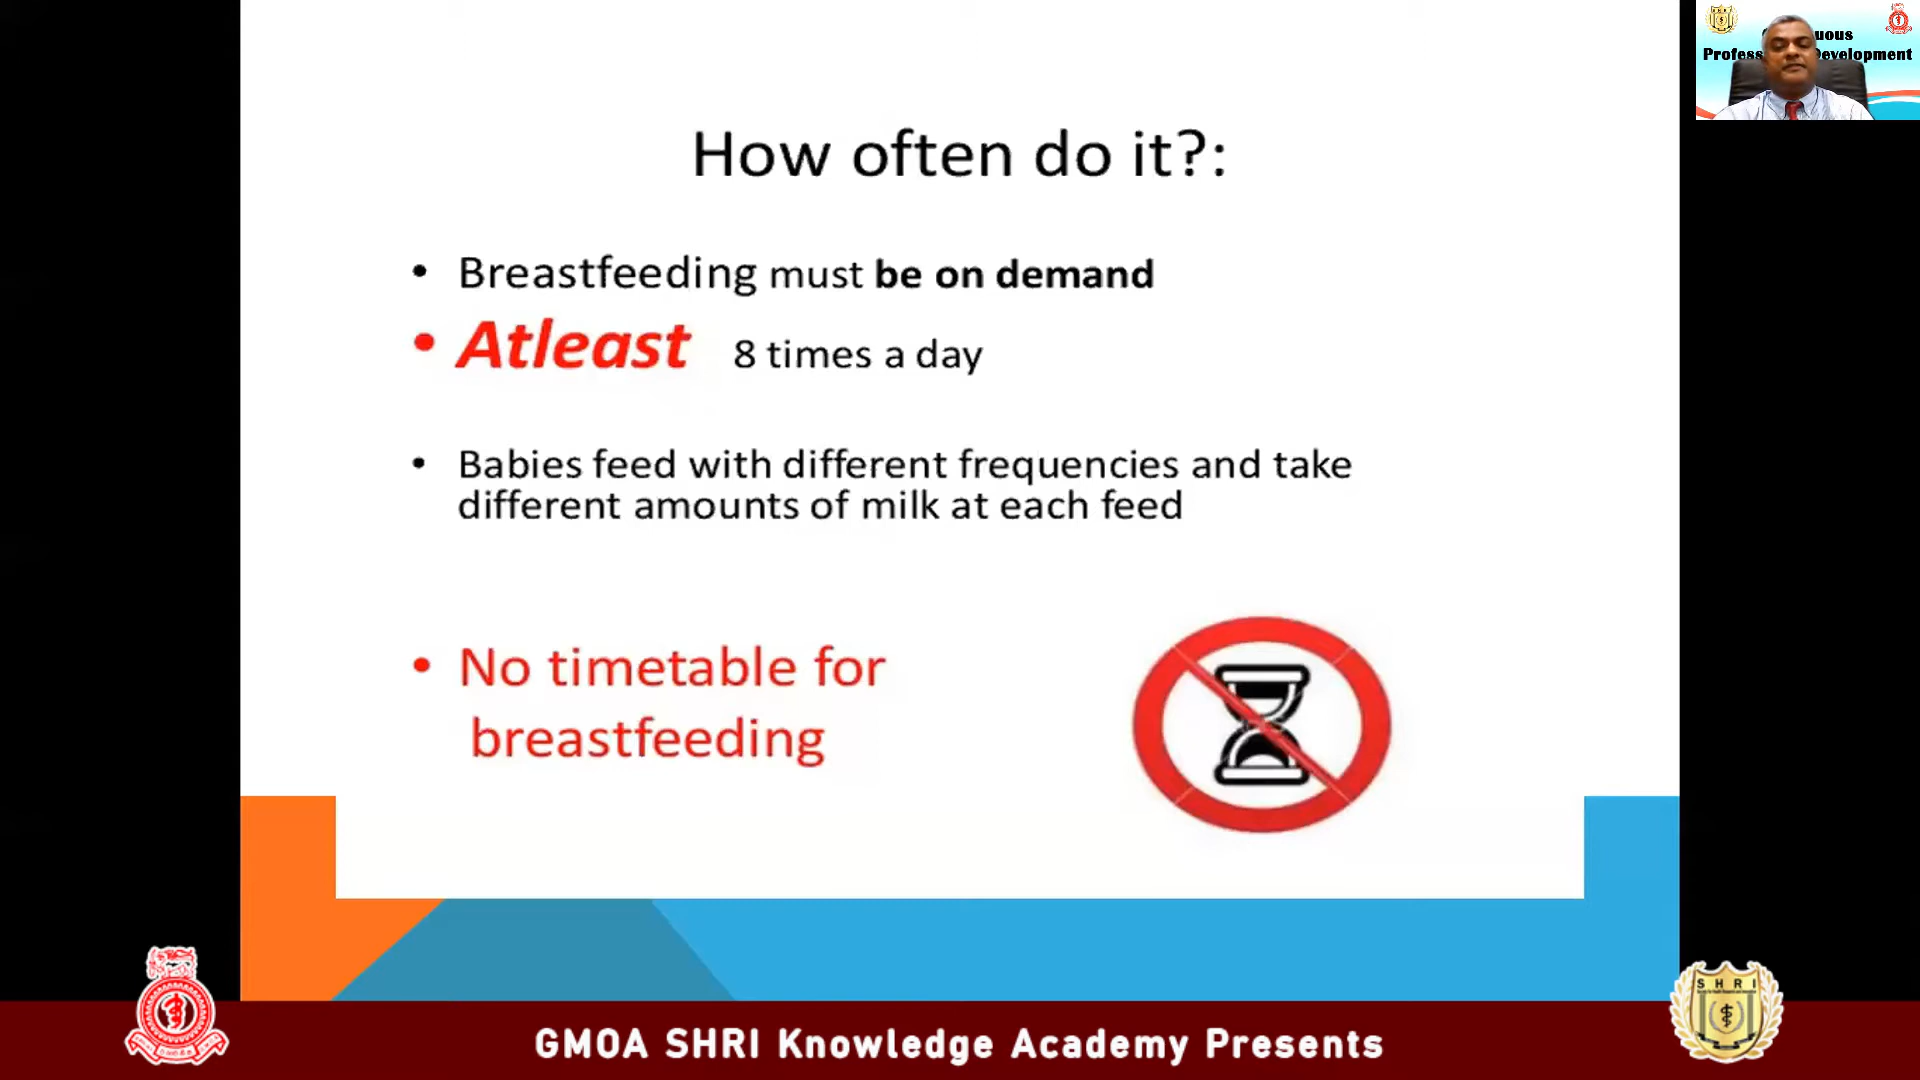 How often do it?:
• Breastfeeding must be on demand
• Atleast 8 times a day
• Babies feed with different frequencies and take
different amounts of milk at each feed
• No timetable for
breastfeeding
uous
Profess Development
SHRI
GMOA SHRI Knowledge Academy Presents